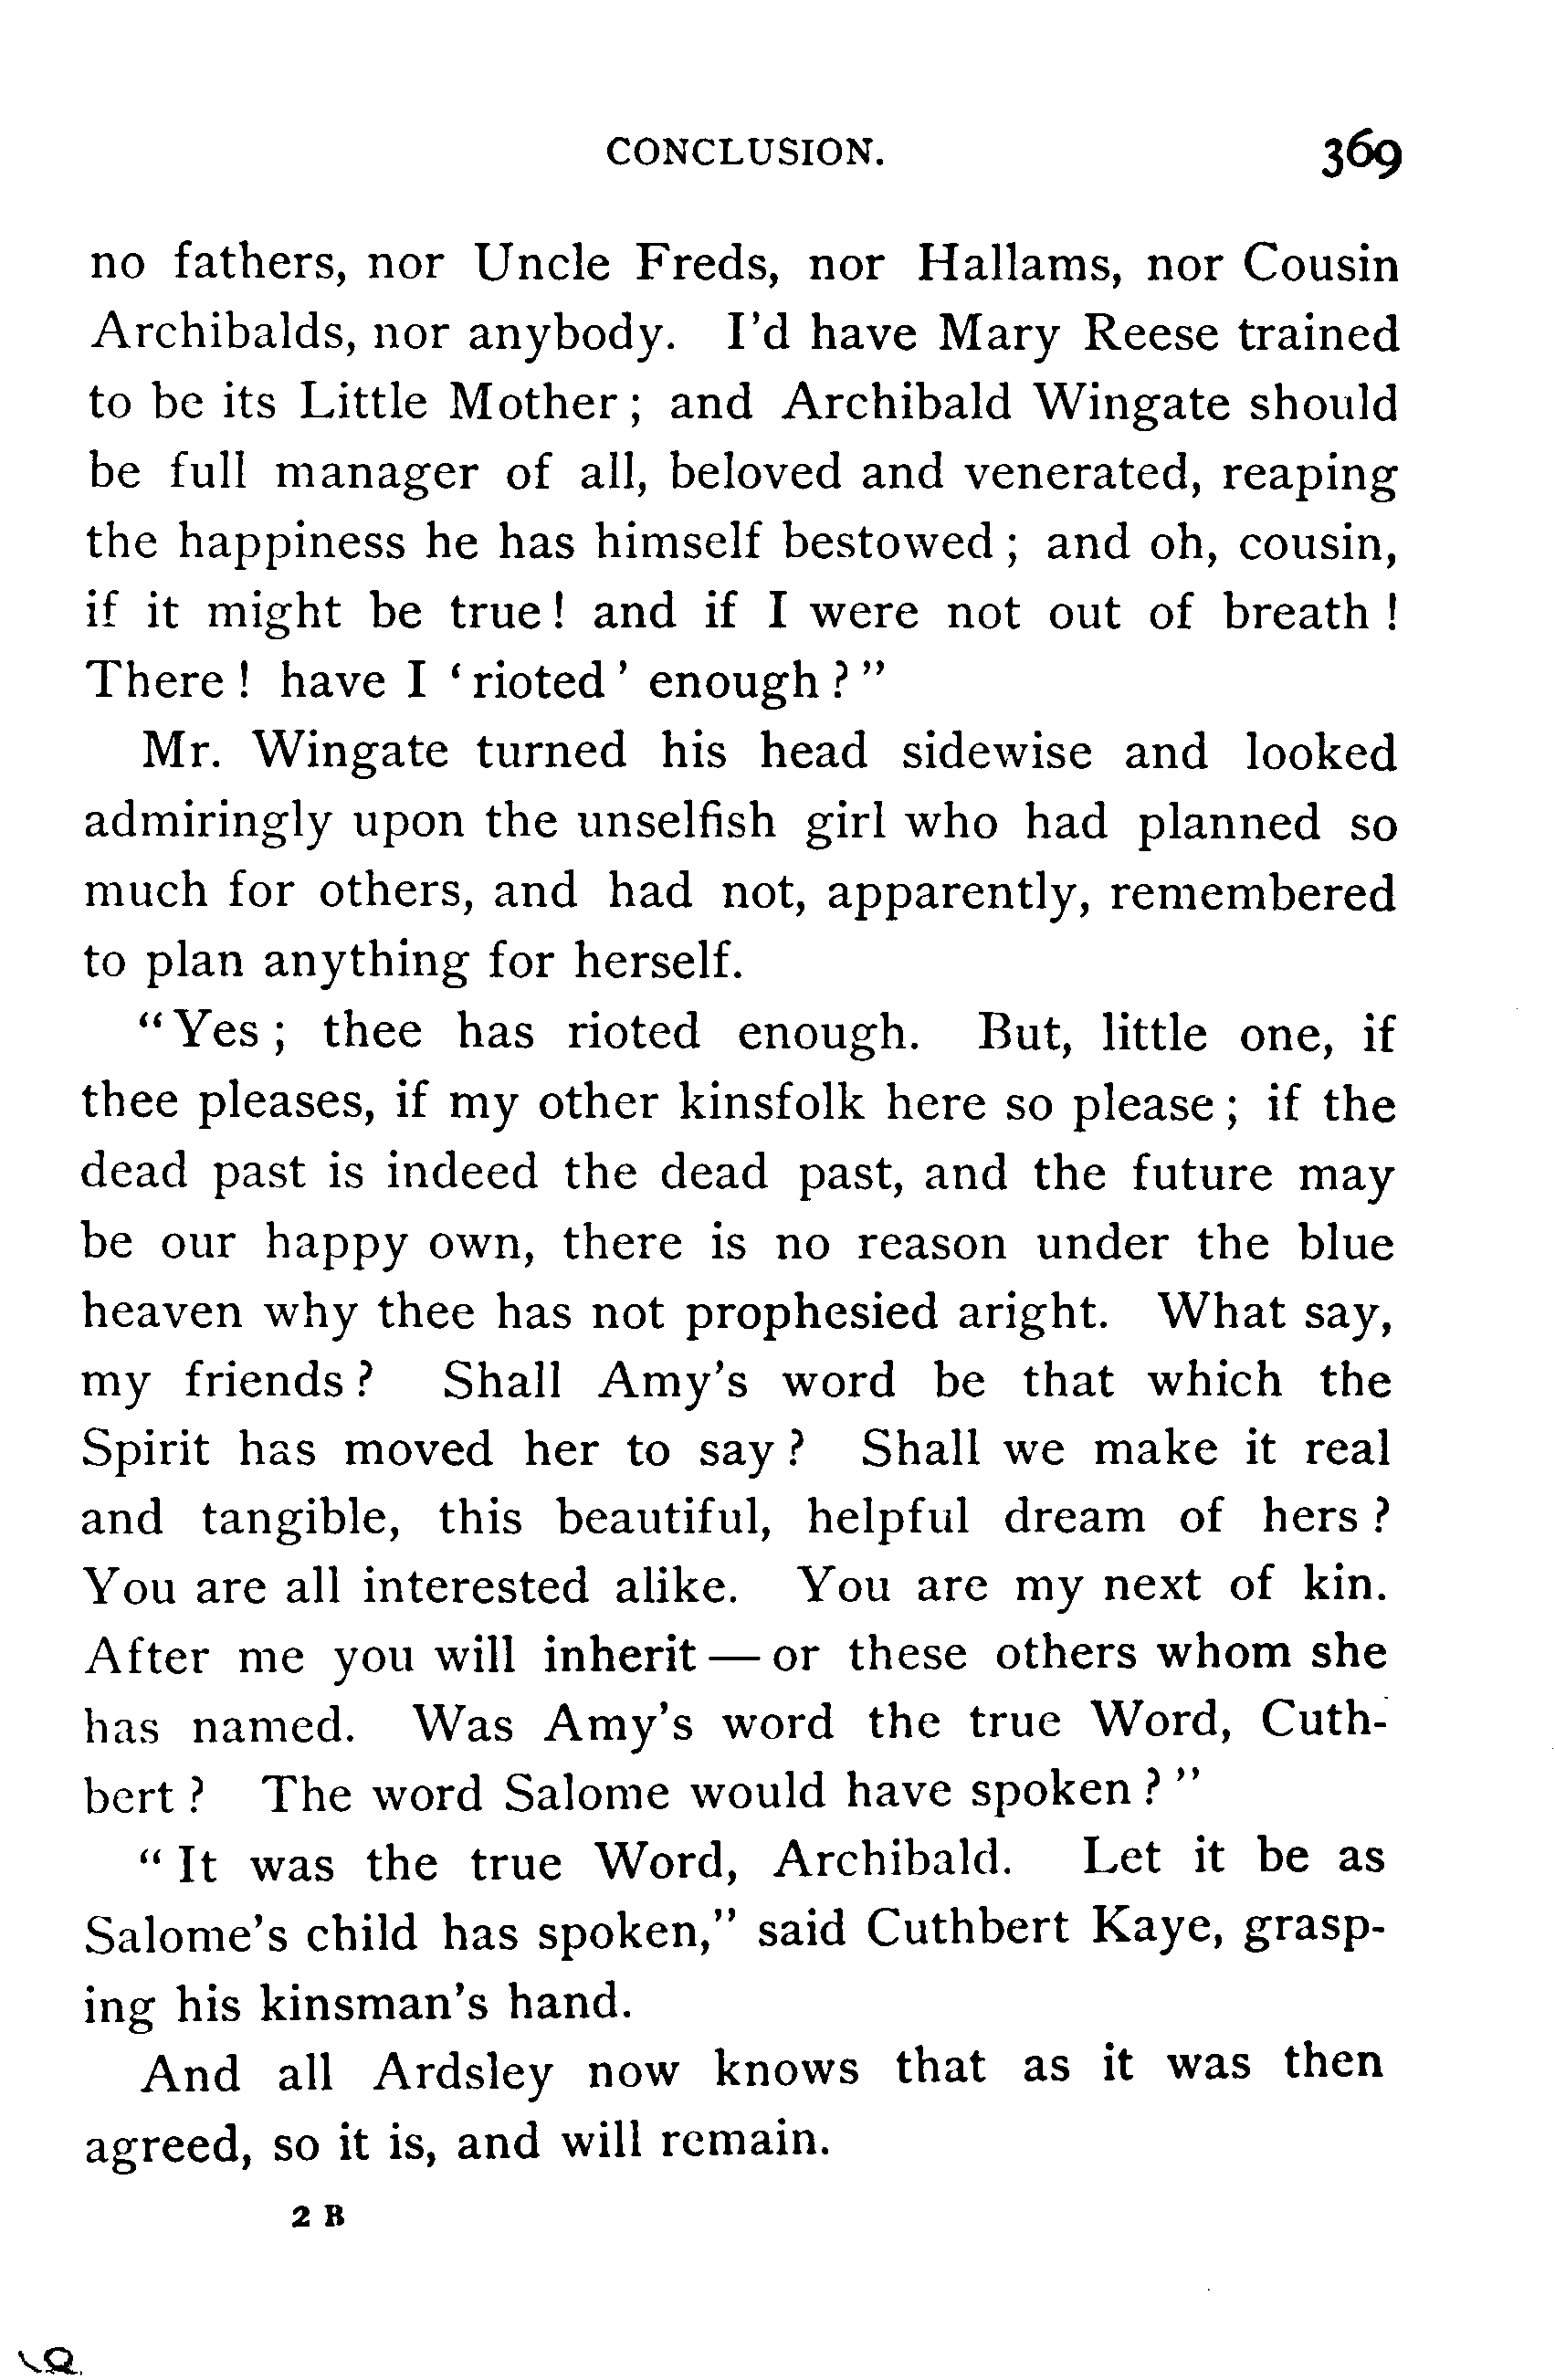 CONCLUSION. 369
no fathers, nor Uncle Freds, nor Hallams, nor Cousin
Archibalds, nor anybody. I'd have Mary Reese trained
to be its Little Mother; and Archibald Wingate should
be full manager of all, beloved and venerated, reaping
the happiness he has himself bestowed; and oh, cousin,
if it might be true! and if I were not out of breath!
There! have I 'rioted' enough?"
Mr. Wingate turned his head sidewise and looked
admiringly upon the unselfish girl who had planned so
much for others, and had not, apparently, remembered
to plan anything for herself.
"Yes; thee has rioted enough. But, little one, if
thee pleases, if my other kinsfolk here so please; if the
dead past is indeed the dead past, and the future may
be our happy own, there is no reason under the blue
heaven why thee has not prophesied aright. What say,
my friends? Shall Amy's word be that which the
Spirit has moved her to say? Shall we make it real
and tangible, this beautiful, helpful dream of hers?
You are all interested alike. You are my next of kin.
After me you will inherit—or these others whom she
has named. Was Amy's word the true Word, Cuth-
bert? The word Salome would have spoken?"
"It was the true Word, Archibald. Let it be as
Salome's child has spoken," said Cuthbert Kaye, grasp-
ing his kinsman's hand.
And all Ardsley now knows that as it was then
agreed, so it is, and will remain.
2 B